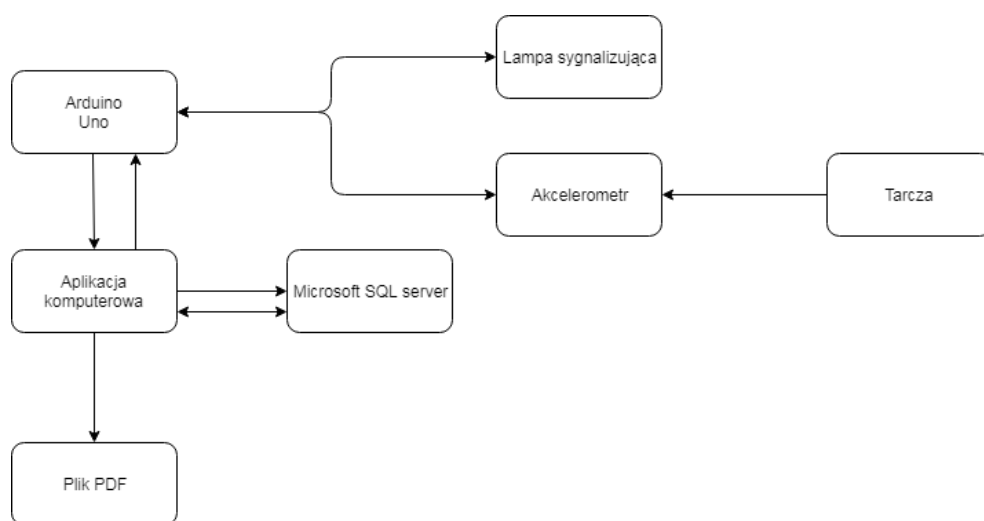 Lampa sygnalizująca
Arduino
Uno
Akcelerometr
Tarcza
Aplikacja
komputerowa
Microsoft SQL server
Plik PDF